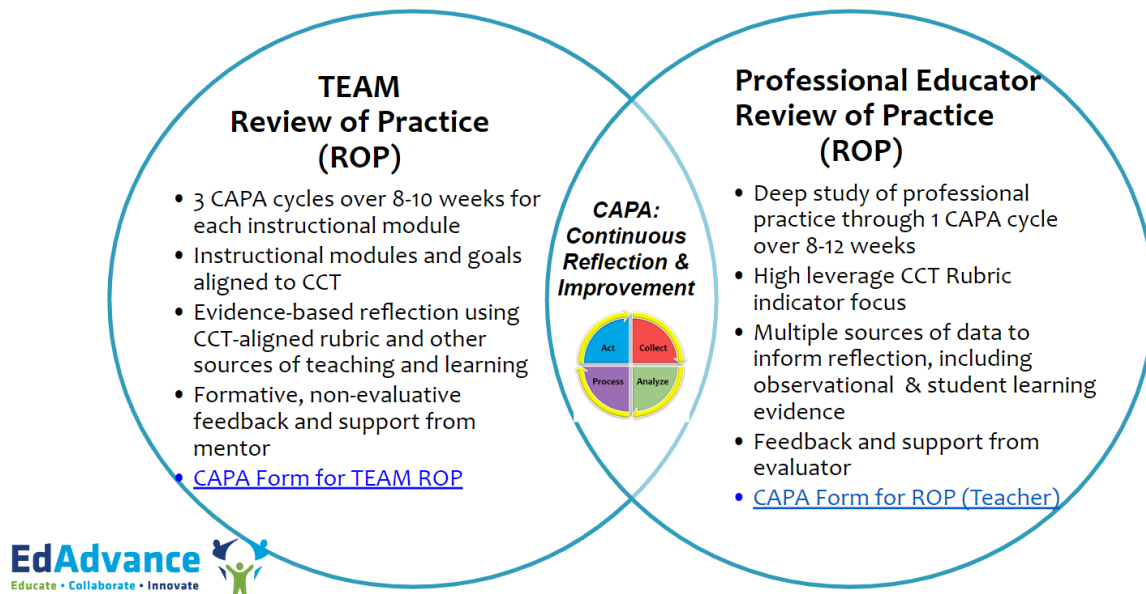 TEAM
Review of Practice
(ROP)
• 3 CAPA cycles over 8-10 weeks for
each instructional module
• Instructional modules and goals
aligned to CCT
• Evidence-based reflection using
CCT-aligned rubric and other
sources of teaching and learning
• Formative, non-evaluative
feedback and support from
mentor
• CAPA Form for TEAM ROP
CAPA:
Continuous
Reflection &
Improvement
Act
Collect
Process
Analyze
Professional Educator
Review of Practice
(ROP)
• Deep study of professional
practice through 1 CAPA cycle
over 8-12 weeks
• High leverage CCT Rubric
indicator focus
• Multiple sources of data to
inform reflection, including
observational & student learning
evidence
• Feedback and support from
evaluator
• CAPA Form for ROP (Teacher)
EdAdvance
Educate • Collaborate • Innovate